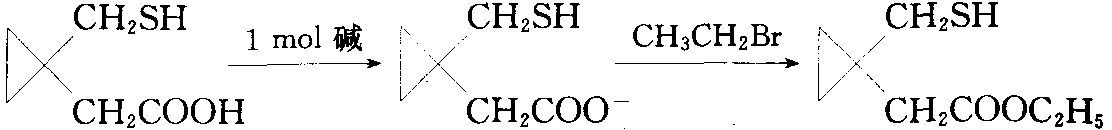 CH₂SH 1 mol 碱 CH₂SH CH₃CH₂Br CH₂SH
CH₂COOH CH₂COO⁻ CH₂COOC₂H₅